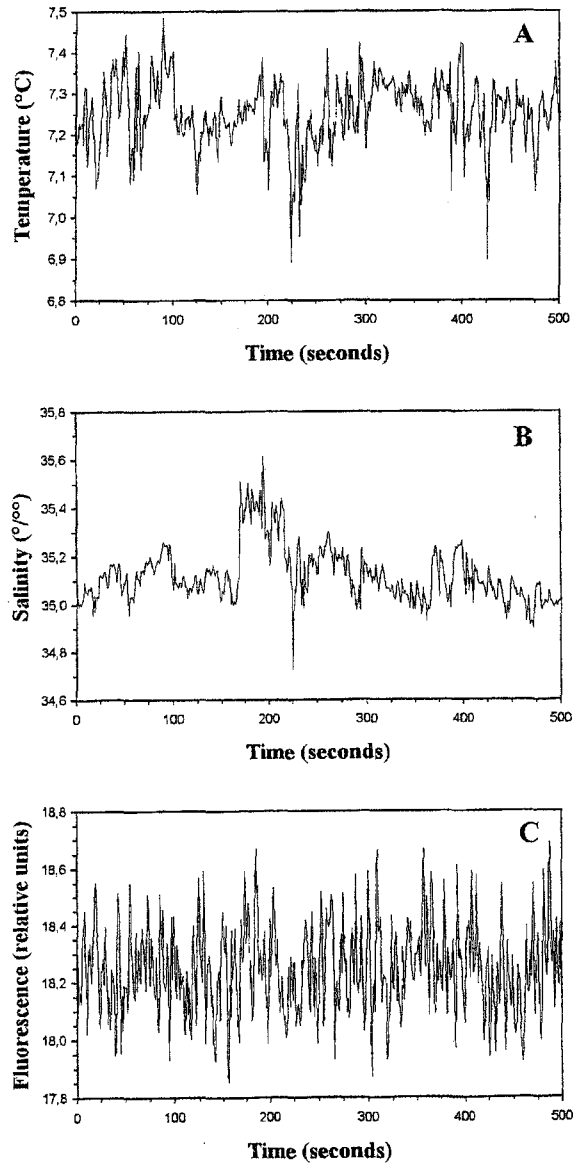 A
Temperature (°C)
7,5
7,4
7,3
7,2
7,1
7,0
6,9
6,8
0 100 200 300 400 500
Time (seconds)
B
Salinity (°/°°)
35,8
35,6
35,4
35,2
35,0
34,8
34,6
0 100 200 300 400 500
Time (seconds)
C
Fluorescence (relative units)
18,8
18,6
18,4
18,2
18,0
17,8
0 100 200 300 400 500
Time (seconds)